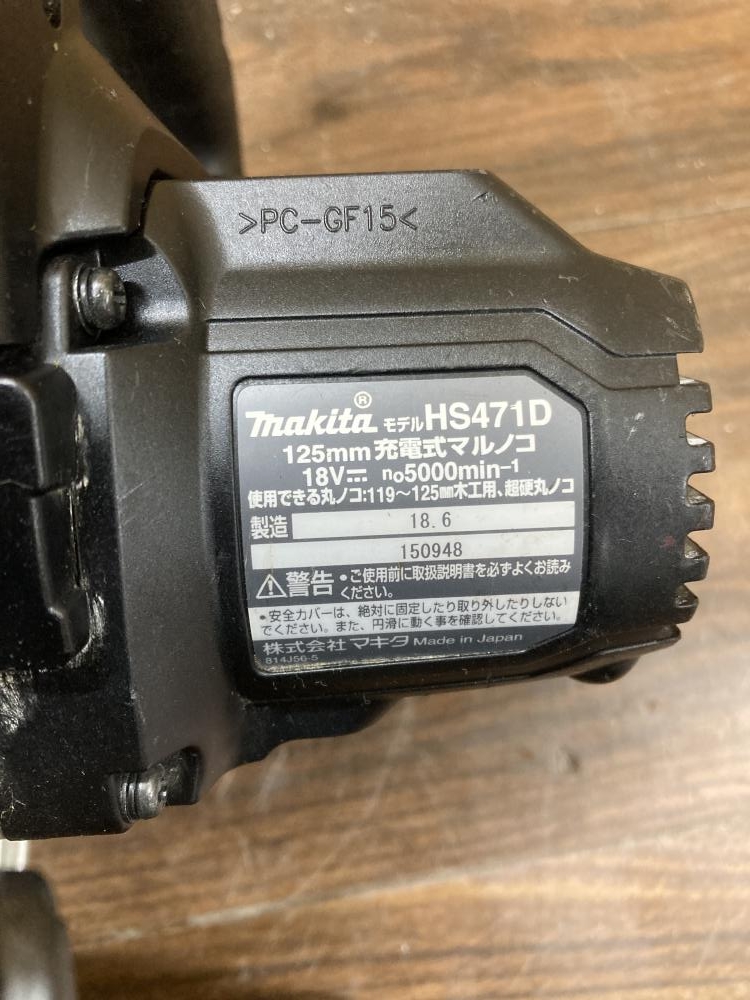 >PC-GF15<
makita® モデル HS471D
125mm 充電式マルノコ
18V⎓ n₀5000min⁻¹
使用できる丸ノコ:119～125㎜木工用、超硬丸ノコ
製造 18.6
150948
⚠警告 •ご使用前に取扱説明書を必ずよくお読み
ください。
•安全カバーは、絶対に固定したり取り外したりしない
でください。また、円滑に動く事を確認してください。
株式会社 マキタ Made in Japan
814J56-5